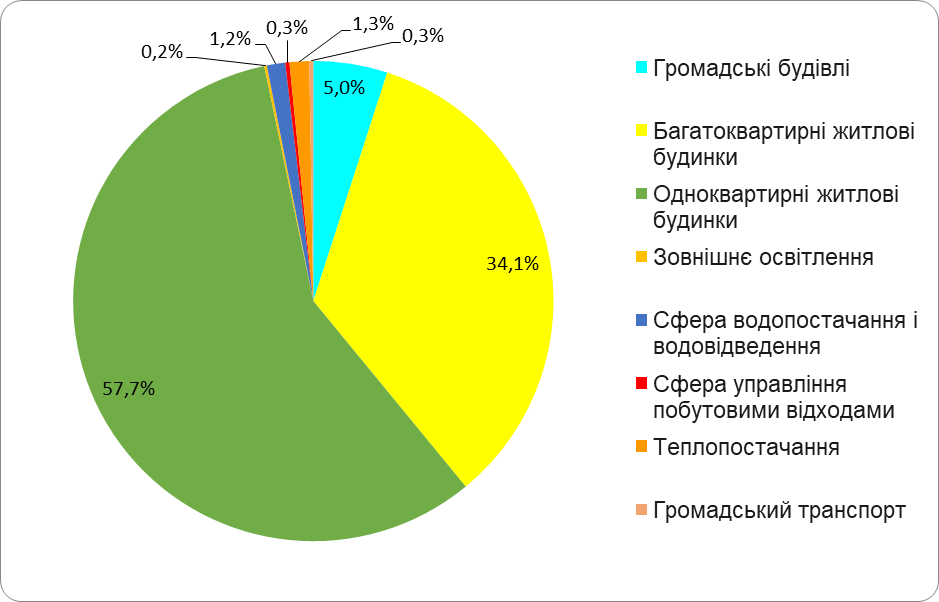 0,2%
1,2%
0,3%
1,3%
0,3%
5,0%
34,1%
57,7%
Громадські будівлі
Багатоквартирні житлові
будинки
Одноквартирні житлові
будинки
Зовнішнє освітлення
Сфера водопостачання і
водовідведення
Сфера управління
побутовими відходами
Теплопостачання
Громадський транспорт